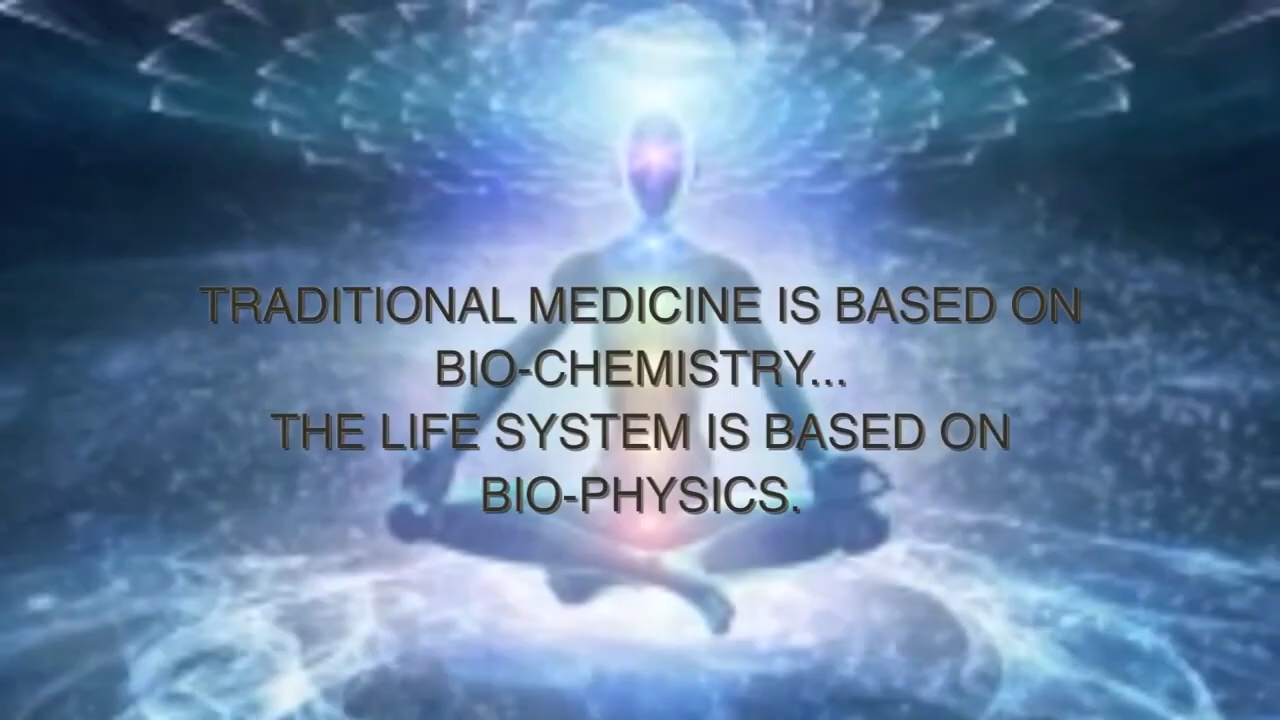 TRADITIONAL MEDICINE IS BASED ON
BIO-CHEMISTRY...
THE LIFE SYSTEM IS BASED ON
BIO-PHYSICS.